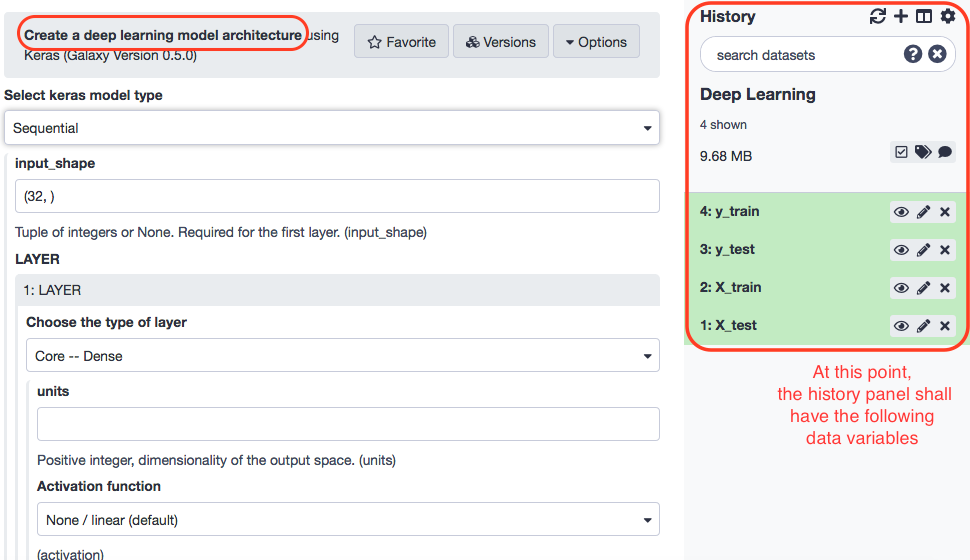 Create a deep learning model architecture using
Keras (Galaxy Version 0.5.0)
Favorite
Versions
Options
Select keras model type
Sequential
input_shape
(32, )
Tuple of integers or None. Required for the first layer. (input_shape)
LAYER
1: LAYER
Choose the type of layer
Core -- Dense
units
Positive integer, dimensionality of the output space. (units)
Activation function
None / linear (default)
(activation)
History
search datasets
Deep Learning
4 shown
9.68 MB
4: y_train
3: y_test
2: X_train
1: X_test
At this point,
the history panel shall
have the following
data variables